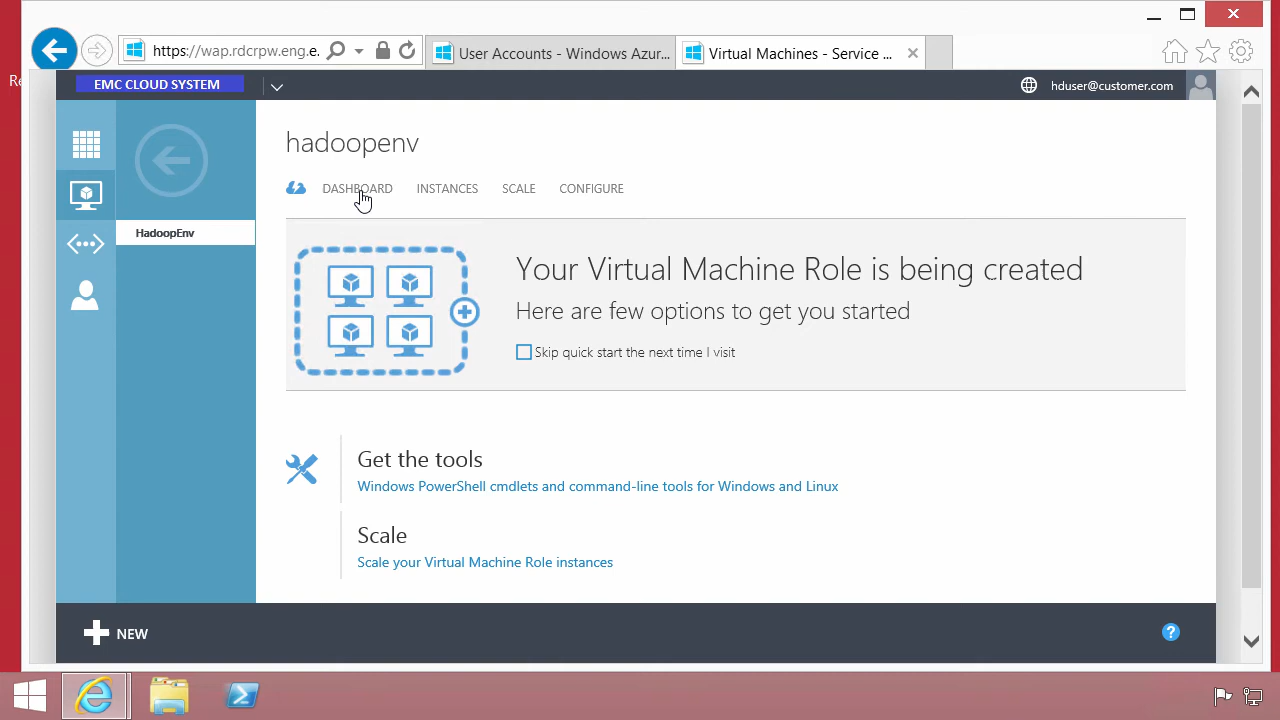 https://wap.rdcrpw.eng.e.
User Accounts - Windows Azur...
Virtual Machines - Service ...
Re
EMC CLOUD SYSTEM
hduser@customer.com
hadoopenv
DASHBOARD INSTANCES SCALE CONFIGURE
HadoopEnv
Your Virtual Machine Role is being created
Here are few options to get you started
Skip quick start the next time I visit
Get the tools
Windows PowerShell cmdlets and command-line tools for Windows and Linux
Scale
Scale your Virtual Machine Role instances
NEW
?